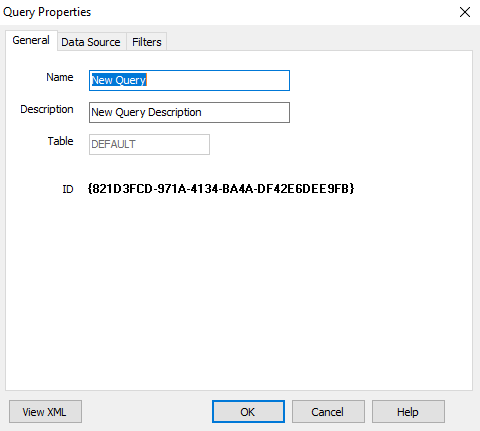 Query Properties
General Data Source Filters
Name New Query
Description New Query Description
Table DEFAULT
ID {821D3FCD-971A-4134-BA4A-DF42E6DEE9FB}
View XML OK Cancel Help